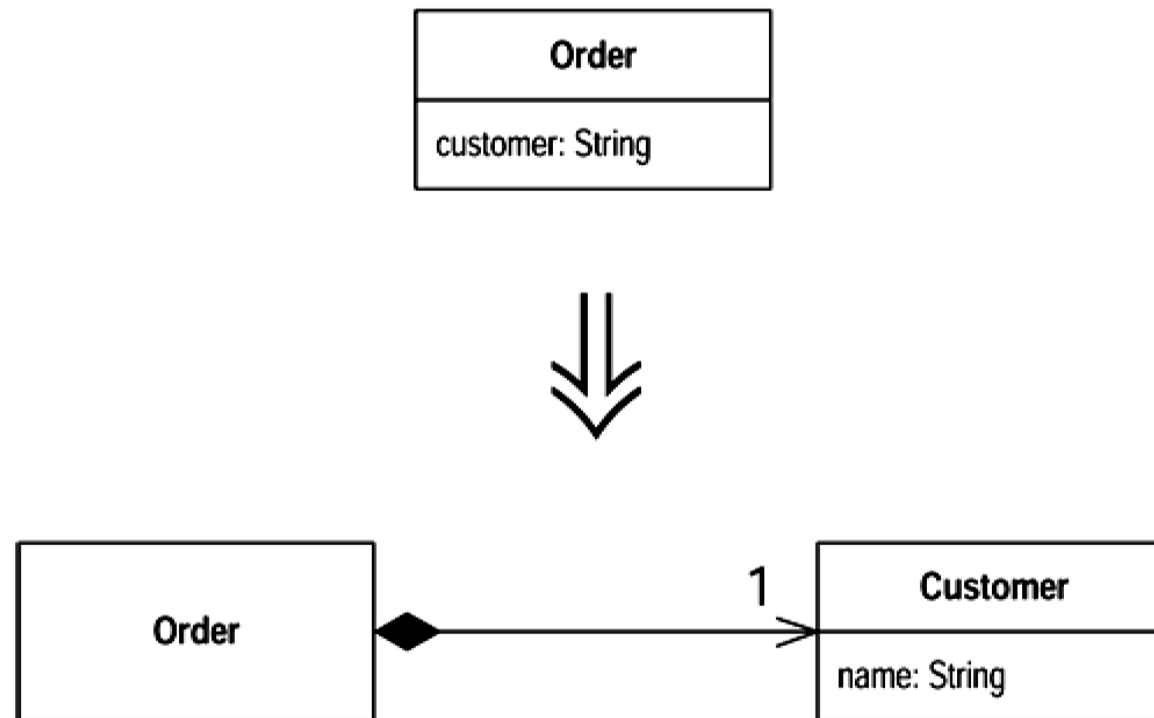 Order
customer: String
Order
1
Customer
name: String